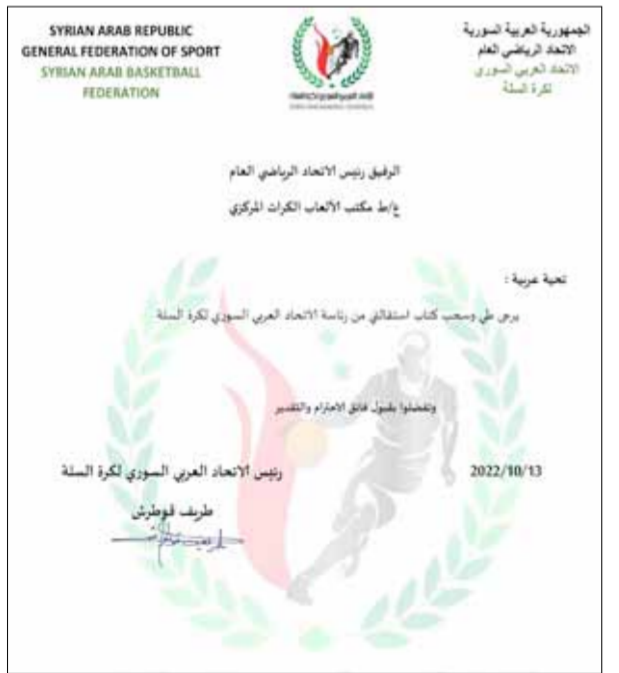 SYRIAN ARAB REPUBLIC
GENERAL FEDERATION OF SPORT
SYRIAN ARAB BASKETBALL
FEDERATION
الجمهورية العربية السورية
الاتحاد الرياضي العام
الاتحاد العربي السوري
لكرة السلة
الرفيق رئيس الاتحاد الرياضي العام
ع/ط مكتب الألعاب الكرات المركزي
تحية عربية :
يرجى طي وسحب كتاب استقالتي من رئاسة الاتحاد العربي السوري لكرة السلة
وتفضلوا بقبول فائق الاحترام والتقدير
2022/10/13
رئيس الاتحاد العربي السوري لكرة السلة
طريف قوطرش